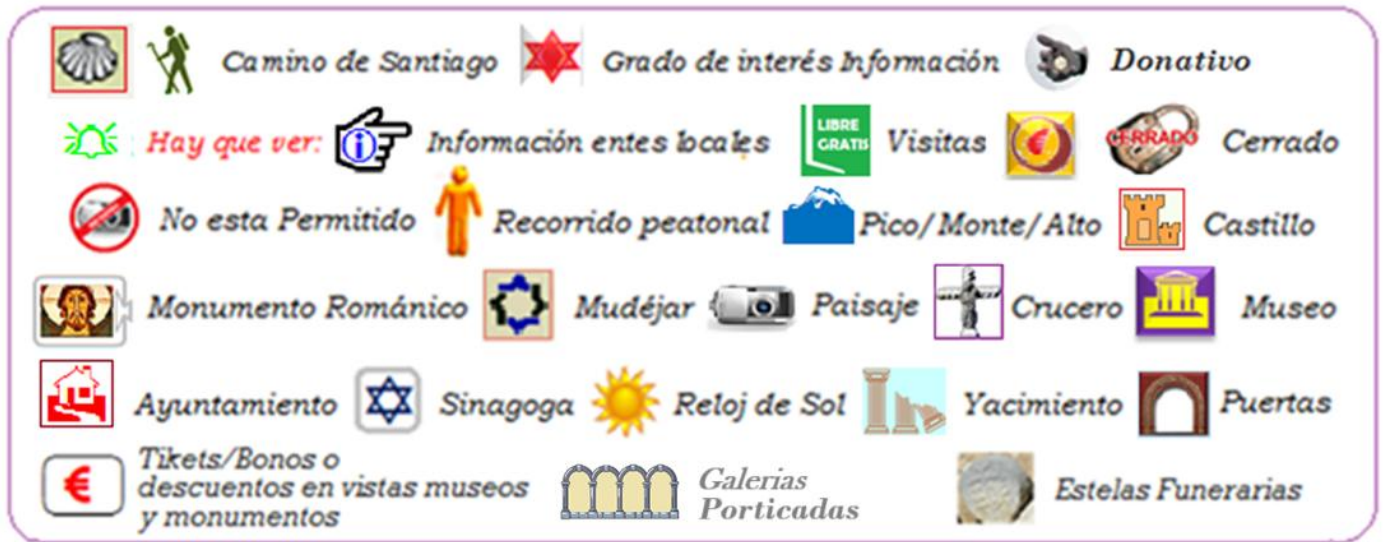 Camino de Santiago Grado de interés Información Donativo
Hay que ver: i Información entes locales LIBRE GRATIS Visitas € CERRADO Cerrado
No esta Permitido Recorrido peatonal Pico/Monte/Alto Castillo
Monumento Románico Mudéjar Paisaje Crucero Museo
Ayuntamiento Sinagoga Reloj de Sol Yacimiento Puertas
€ Tikets/Bonos o
descuentos en vistas museos
y monumentos
Galerias
Porticadas
Estelas Funerarias